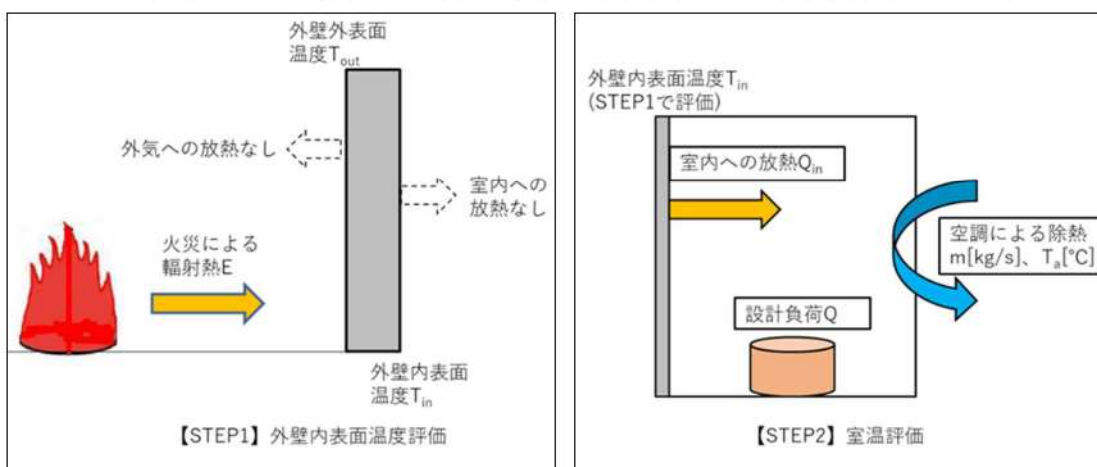 外壁外表面
温度Tout
外気への放熱なし
室内への
放熱なし
火災による
輻射熱E
外壁内表面
温度Tin
【STEP1】外壁内表面温度評価
外壁内表面温度Tin
(STEP1で評価)
室内への放熱Qin
空調による除熱
m[kg/s]、Ta[℃]
設計負荷Q
【STEP2】室温評価